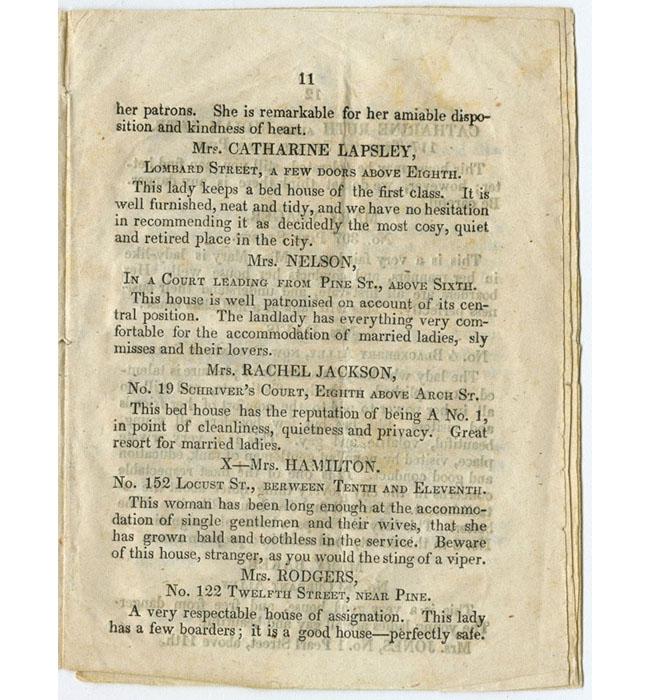 11
her patrons. She is remarkable for her amiable dispo-
sition and kindness of heart.
Mrs. CATHARINE LAPSLEY,
Lombard Street, a few doors above Eighth.
This lady keeps a bed house of the first class. It is
well furnished, neat and tidy, and we have no hesitation
in recommending it as decidedly the most cosy, quiet
and retired place in the city.
Mrs. NELSON,
In a Court leading from Pine St., above Sixth.
This house is well patronised on account of its cen-
tral position. The landlady has everything very com-
fortable for the accommodation of married ladies, sly
misses and their lovers.
Mrs. RACHEL JACKSON,
No. 19 Schriver's Court, Eighth above Arch St.
This bed house has the reputation of being A No. 1,
in point of cleanliness, quietness and privacy. Great
resort for married ladies.
X—Mrs. HAMILTON.
No. 152 Locust St., berween Tenth and Eleventh.
This woman has been long enough at the accommo-
dation of single gentlemen and their wives, that she
has grown bald and toothless in the service. Beware
of this house, stranger, as you would the sting of a viper.
Mrs. RODGERS,
No. 122 Twelfth Street, near Pine.
A very respectable house of assignation. This lady
has a few boarders; it is a good house—perfectly safe.